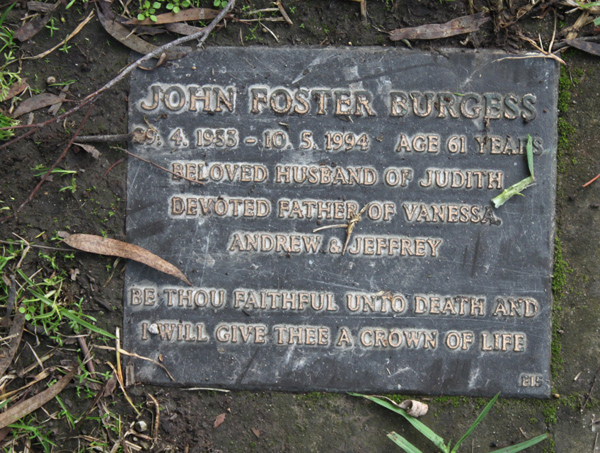 JOHN FOSTER BURGESS
29. 4. 1933 - 10. 5. 1994 AGE 61 YEARS
BELOVED HUSBAND OF JUDITH
DEVOTED FATHER OF VANESSA
ANDREW & JEFFREY
BE THOU FAITHFUL UNTO DEATH AND
I WILL GIVE THEE A CROWN OF LIFE